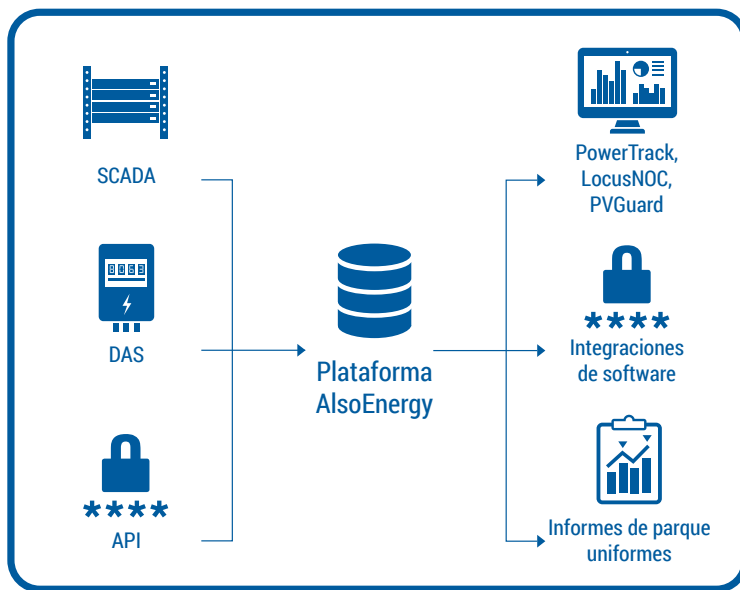 SCADA
DAS
****
API
Plataforma
AlsoEnergy
PowerTrack,
LocusNOC,
PVGuard
****
Integraciones
de software
Informes de parque
uniformes